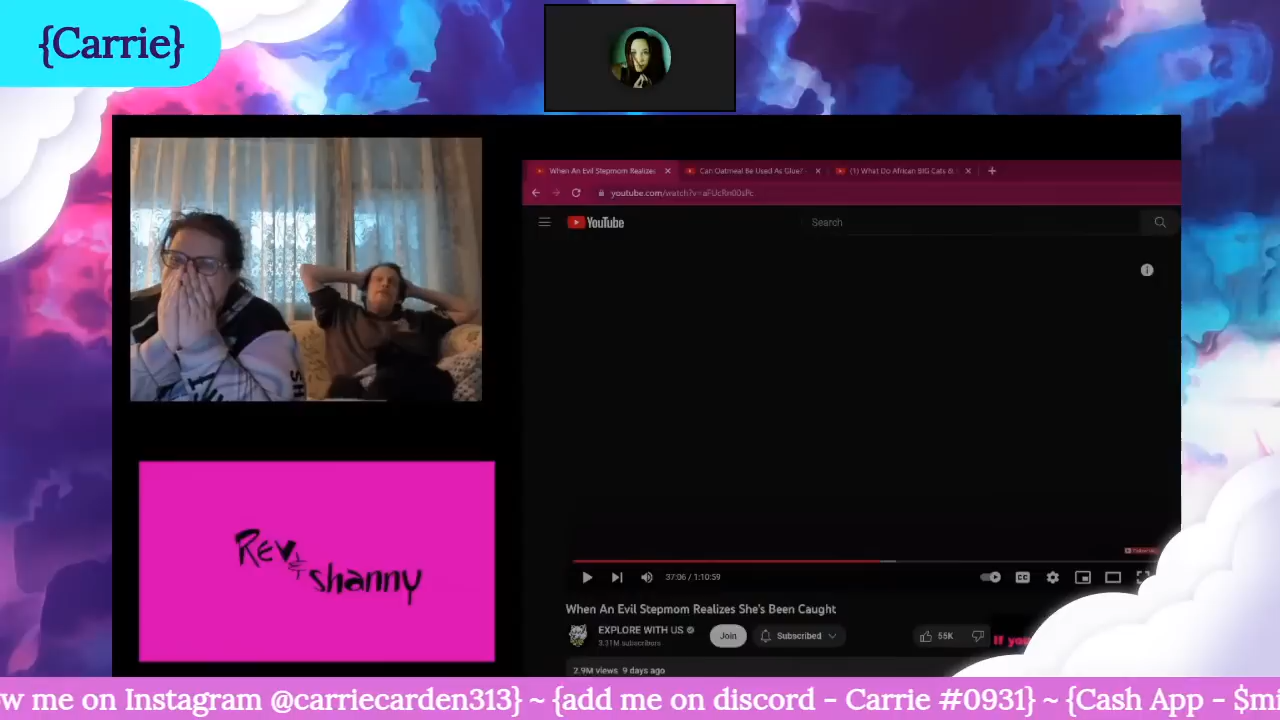 {Carrie}
When An Evil Stepmom Realizes
Can Oatmeal Be Used As Glue?
(1) What Do African BIG Cats &
YouTube
Search
37:06 / 1:10:59
When An Evil Stepmom Realizes She's Been Caught
EXPLORE WITH US
3.31M subscribers
Join
Subscribed
55K
If you
2.9M views 9 days ago
Rev & shanny
ow me on Instagram @carriecarden313} ~ {add me on discord - Carrie #0931} ~ {Cash App - $mi